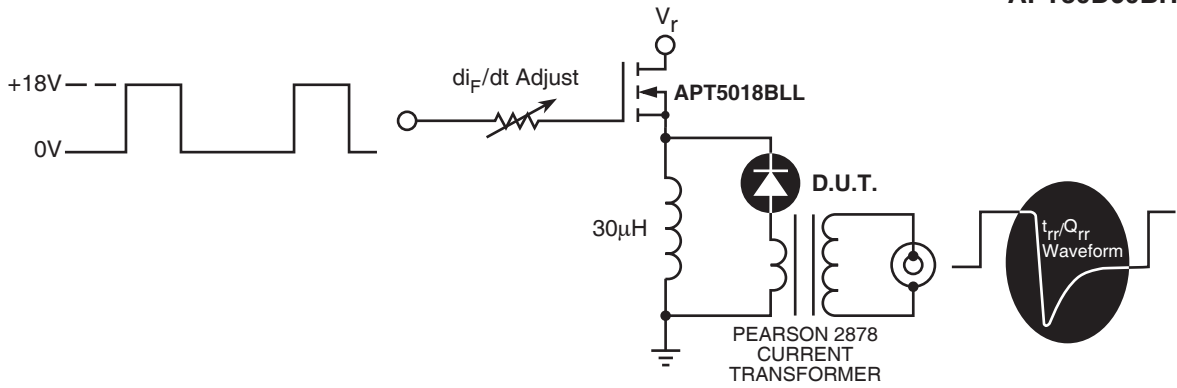 V_r
+18V
0V
di_F/dt Adjust
APT5018BLL
D.U.T.
30μH
t_rr/Q_rr
Waveform
PEARSON 2878
CURRENT
TRANSFORMER